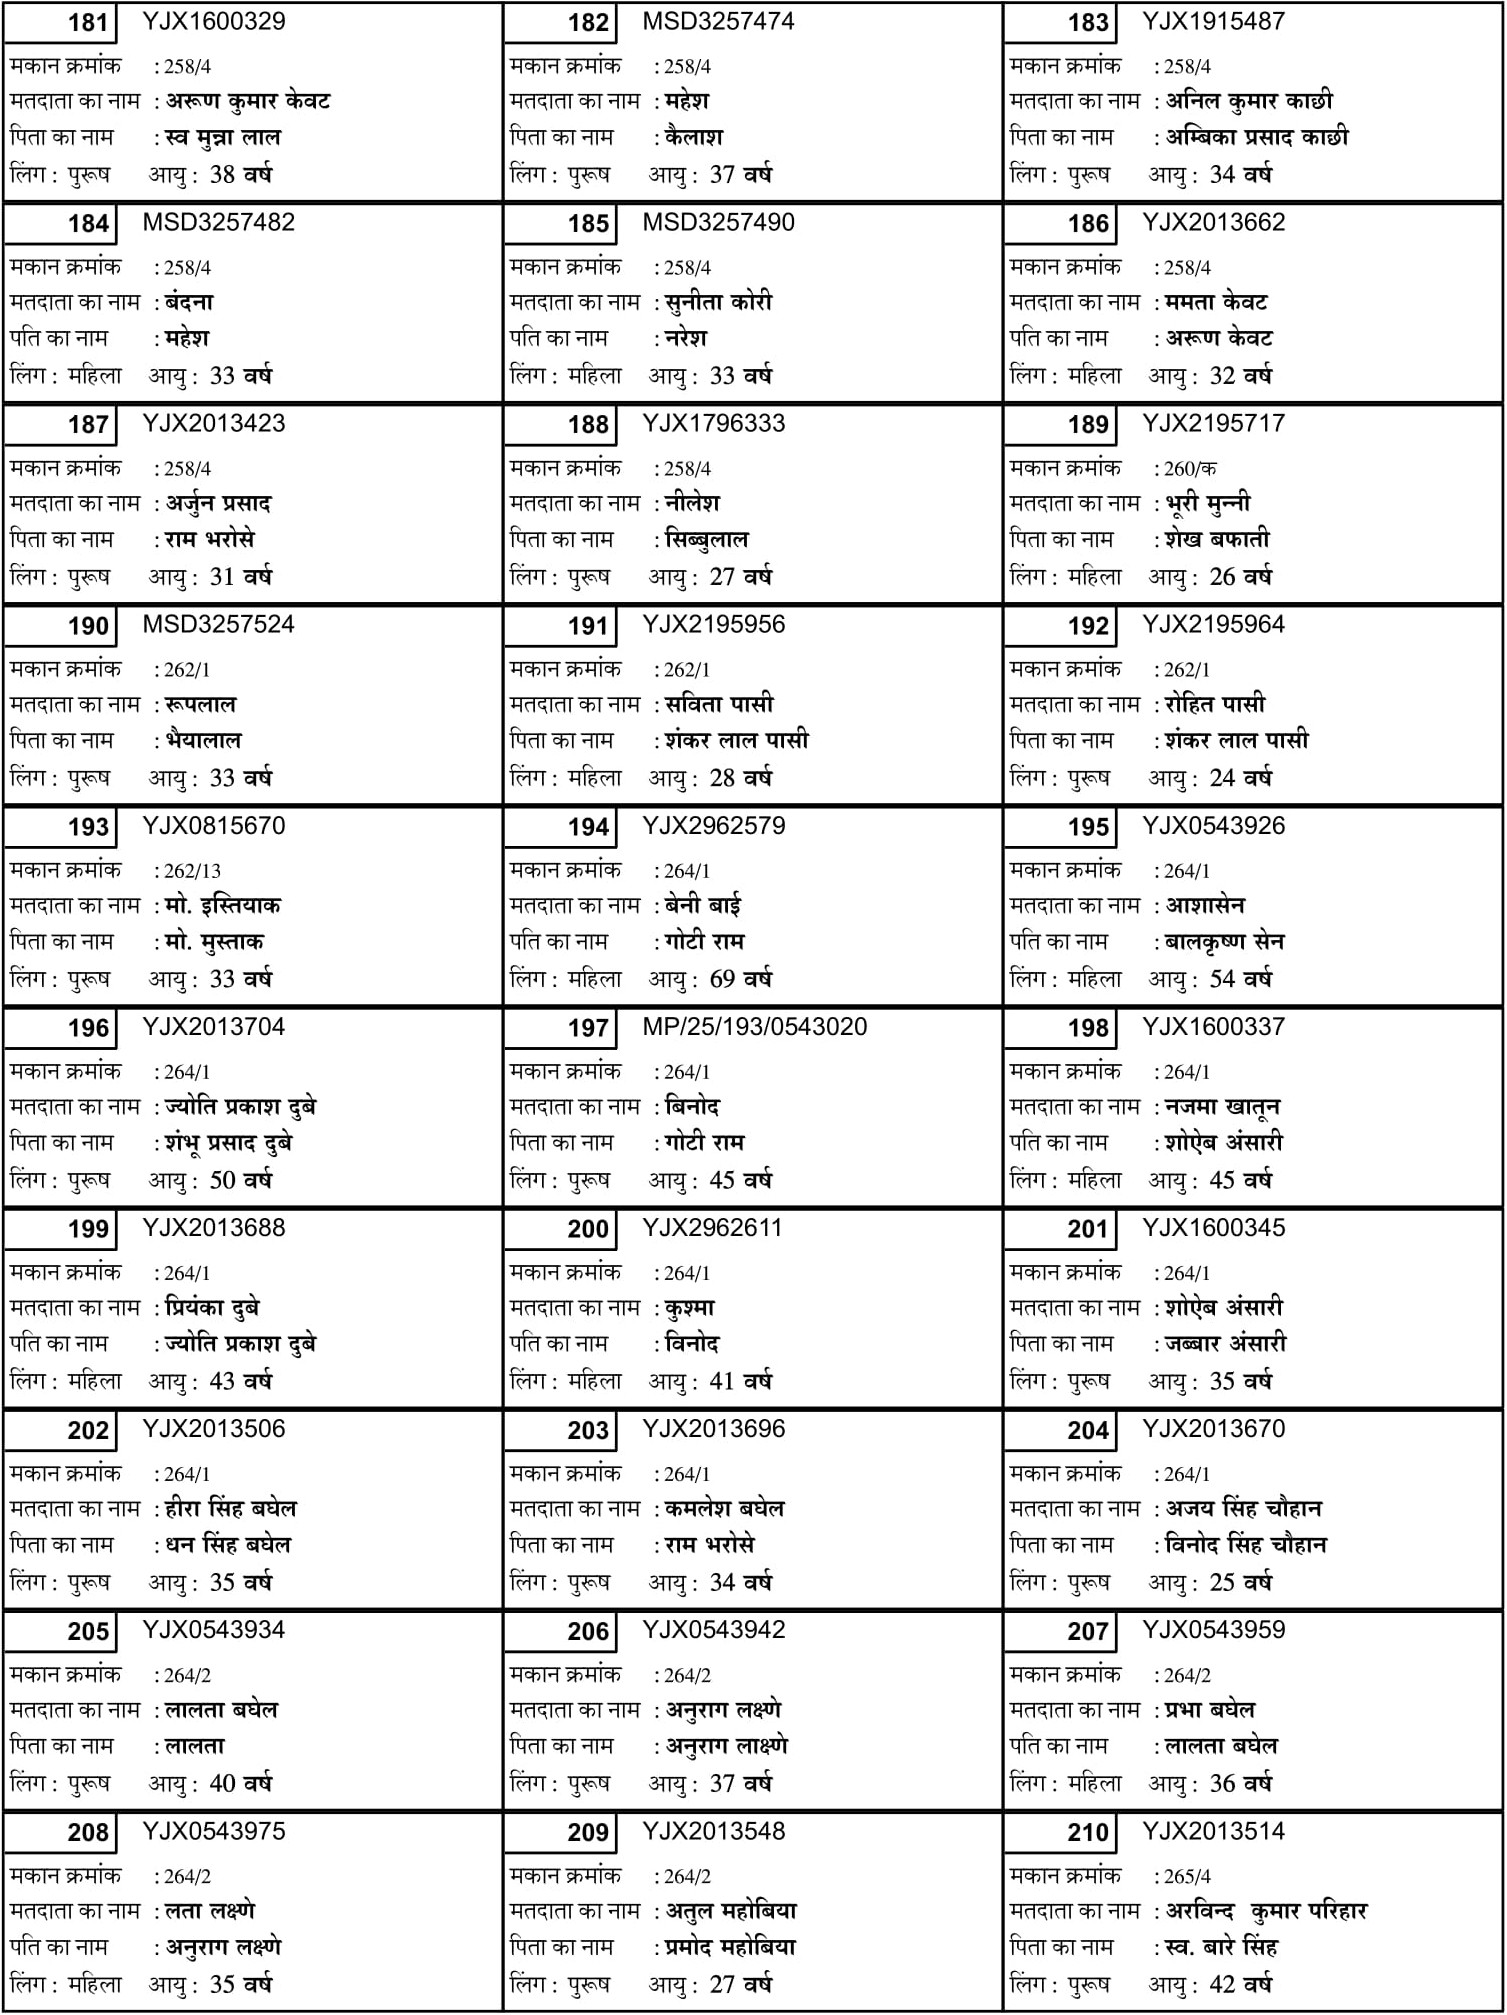 181 YJX1600329
मकान क्रमांक : 258/4
मतदाता का नाम : अरूण कुमार केवट
पिता का नाम : स्व मुन्ना लाल
लिंग : पुरूष आयु : 38 वर्ष
182 MSD3257474
मकान क्रमांक : 258/4
मतदाता का नाम : महेश
पिता का नाम : कैलाश
लिंग : पुरूष आयु : 37 वर्ष
183 YJX1915487
मकान क्रमांक : 258/4
मतदाता का नाम : अनिल कुमार काछी
पिता का नाम : अम्बिका प्रसाद काछी
लिंग : पुरूष आयु : 34 वर्ष
184 MSD3257482
मकान क्रमांक : 258/4
मतदाता का नाम : बंदना
पति का नाम : महेश
लिंग : महिला आयु : 33 वर्ष
185 MSD3257490
मकान क्रमांक : 258/4
मतदाता का नाम : सुनीता कोरी
पति का नाम : नरेश
लिंग : महिला आयु : 33 वर्ष
186 YJX2013662
मकान क्रमांक : 258/4
मतदाता का नाम : ममता केवट
पति का नाम : अरूण केवट
लिंग : महिला आयु : 32 वर्ष
187 YJX2013423
मकान क्रमांक : 258/4
मतदाता का नाम : अर्जुन प्रसाद
पिता का नाम : राम भरोसे
लिंग : पुरूष आयु : 31 वर्ष
188 YJX1796333
मकान क्रमांक : 258/4
मतदाता का नाम : नीलेश
पिता का नाम : सिब्बुलाल
लिंग : पुरूष आयु : 27 वर्ष
189 YJX2195717
मकान क्रमांक : 260/क
मतदाता का नाम : भूरी मुन्नी
पिता का नाम : शेख बफाती
लिंग : महिला आयु : 26 वर्ष
190 MSD3257524
मकान क्रमांक : 262/1
मतदाता का नाम : रूपलाल
पिता का नाम : भैयालाल
लिंग : पुरूष आयु : 33 वर्ष
191 YJX2195956
मकान क्रमांक : 262/1
मतदाता का नाम : सविता पासी
पिता का नाम : शंकर लाल पासी
लिंग : महिला आयु : 28 वर्ष
192 YJX2195964
मकान क्रमांक : 262/1
मतदाता का नाम : रोहित पासी
पिता का नाम : शंकर लाल पासी
लिंग : पुरूष आयु : 24 वर्ष
193 YJX0815670
मकान क्रमांक : 262/13
मतदाता का नाम : मो. इस्तियाक
पिता का नाम : मो. मुस्ताक
लिंग : पुरूष आयु : 33 वर्ष
194 YJX2962579
मकान क्रमांक : 264/1
मतदाता का नाम : बेनी बाई
पति का नाम : गोटी राम
लिंग : महिला आयु : 69 वर्ष
195 YJX0543926
मकान क्रमांक : 264/1
मतदाता का नाम : आशासेन
पति का नाम : बालकृष्ण सेन
लिंग : महिला आयु : 54 वर्ष
196 YJX2013704
मकान क्रमांक : 264/1
मतदाता का नाम : ज्योति प्रकाश दुबे
पिता का नाम : शंभू प्रसाद दुबे
लिंग : पुरूष आयु : 50 वर्ष
197 MP/25/193/0543020
मकान क्रमांक : 264/1
मतदाता का नाम : बिनोद
पिता का नाम : गोटी राम
लिंग : पुरूष आयु : 45 वर्ष
198 YJX1600337
मकान क्रमांक : 264/1
मतदाता का नाम : नजमा खातून
पति का नाम : शोऐब अंसारी
लिंग : महिला आयु : 45 वर्ष
199 YJX2013688
मकान क्रमांक : 264/1
मतदाता का नाम : प्रियंका दुबे
पति का नाम : ज्योति प्रकाश दुबे
लिंग : महिला आयु : 43 वर्ष
200 YJX2962611
मकान क्रमांक : 264/1
मतदाता का नाम : कुश्मा
पति का नाम : विनोद
लिंग : महिला आयु : 41 वर्ष
201 YJX1600345
मकान क्रमांक : 264/1
मतदाता का नाम : शोऐब अंसारी
पिता का नाम : जब्बार अंसारी
लिंग : पुरूष आयु : 35 वर्ष
202 YJX2013506
मकान क्रमांक : 264/1
मतदाता का नाम : हीरा सिंह बघेल
पिता का नाम : धन सिंह बघेल
लिंग : पुरूष आयु : 35 वर्ष
203 YJX2013696
मकान क्रमांक : 264/1
मतदाता का नाम : कमलेश बघेल
पिता का नाम : राम भरोसे
लिंग : पुरूष आयु : 34 वर्ष
204 YJX2013670
मकान क्रमांक : 264/1
मतदाता का नाम : अजय सिंह चौहान
पिता का नाम : विनोद सिंह चौहान
लिंग : पुरूष आयु : 25 वर्ष
205 YJX0543934
मकान क्रमांक : 264/2
मतदाता का नाम : लालता बघेल
पिता का नाम : लालता
लिंग : पुरूष आयु : 40 वर्ष
206 YJX0543942
मकान क्रमांक : 264/2
मतदाता का नाम : अनुराग लक्ष्णे
पिता का नाम : अनुराग लाक्ष्णे
लिंग : पुरूष आयु : 37 वर्ष
207 YJX0543959
मकान क्रमांक : 264/2
मतदाता का नाम : प्रभा बघेल
पति का नाम : लालता बघेल
लिंग : महिला आयु : 36 वर्ष
208 YJX0543975
मकान क्रमांक : 264/2
मतदाता का नाम : लता लक्ष्णे
पति का नाम : अनुराग लक्ष्णे
लिंग : महिला आयु : 35 वर्ष
209 YJX2013548
मकान क्रमांक : 264/2
मतदाता का नाम : अतुल महोबिया
पिता का नाम : प्रमोद महोबिया
लिंग : पुरूष आयु : 27 वर्ष
210 YJX2013514
मकान क्रमांक : 265/4
मतदाता का नाम : अरविन्द कुमार परिहार
पिता का नाम : स्व. बारे सिंह
लिंग : पुरूष आयु : 42 वर्ष